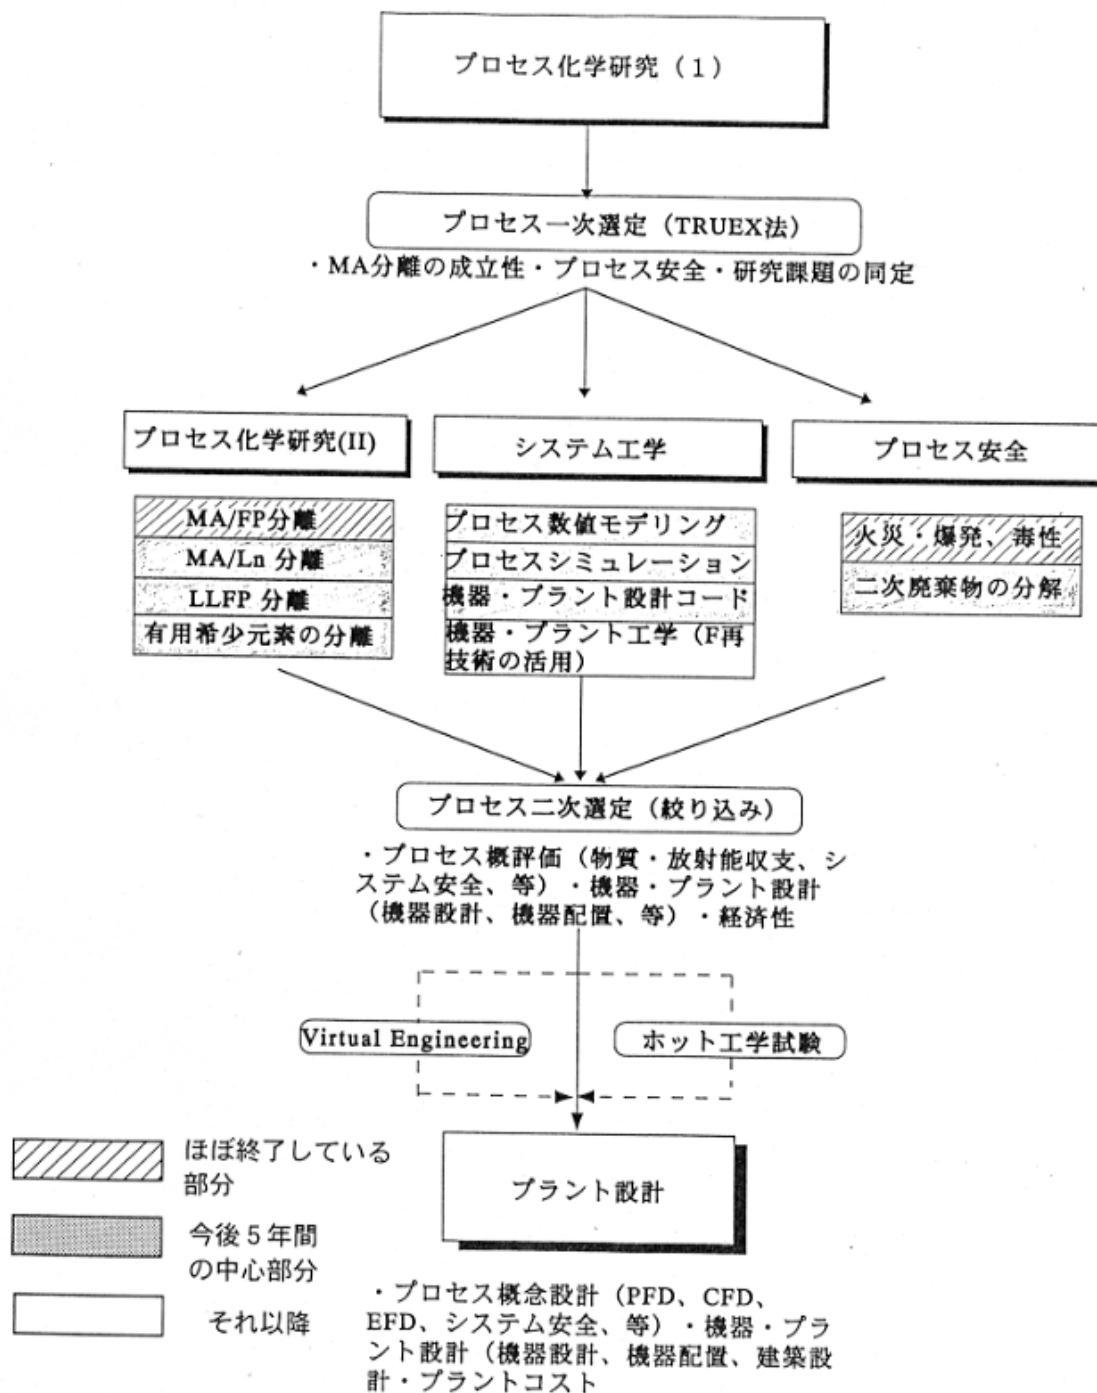 プロセス化学研究（１）
プロセス一次選定（TRUEX法）
・MA分離の成立性・プロセス安全・研究課題の同定
プロセス化学研究(II)
MA/FP分離
MA/Ln 分離
LLFP 分離
有用希少元素の分離
システム工学
プロセス数値モデリング
プロセスシミュレーション
機器・プラント設計コード
機器・プラント工学（F再
技術の活用）
プロセス安全
火災・爆発、毒性
二次廃棄物の分解
プロセス二次選定（絞り込み）
・プロセス概評価（物質・放射能収支、シ
ステム安全、等）・機器・プラント設計
（機器設計、機器配置、等）・経済性
Virtual Engineering
ホット工学試験
プラント設計
・プロセス概念設計（PFD、CFD、
EFD、システム安全、等）・機器・プラ
ント設計（機器設計、機器配置、建築設
計・プラントコスト
ほぼ終了している
部分
今後５年間
の中心部分
それ以降